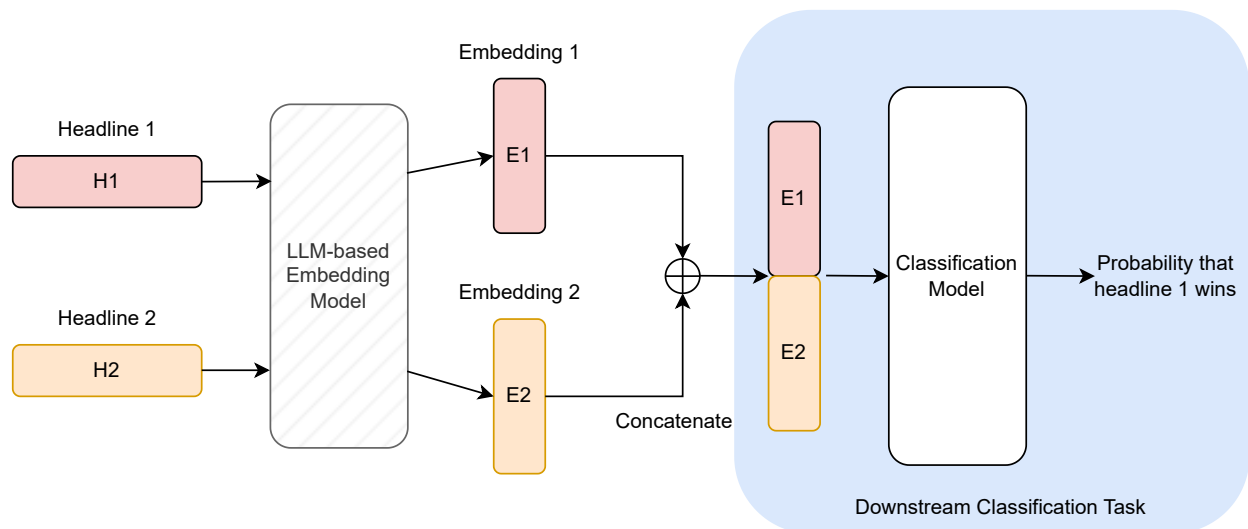 Headline 1
H1
Headline 2
H2
LLM-based
Embedding
Model
Embedding 1
E1
Embedding 2
E2
Concatenate
E1
E2
Classification
Model
Probability that
headline 1 wins
Downstream Classification Task